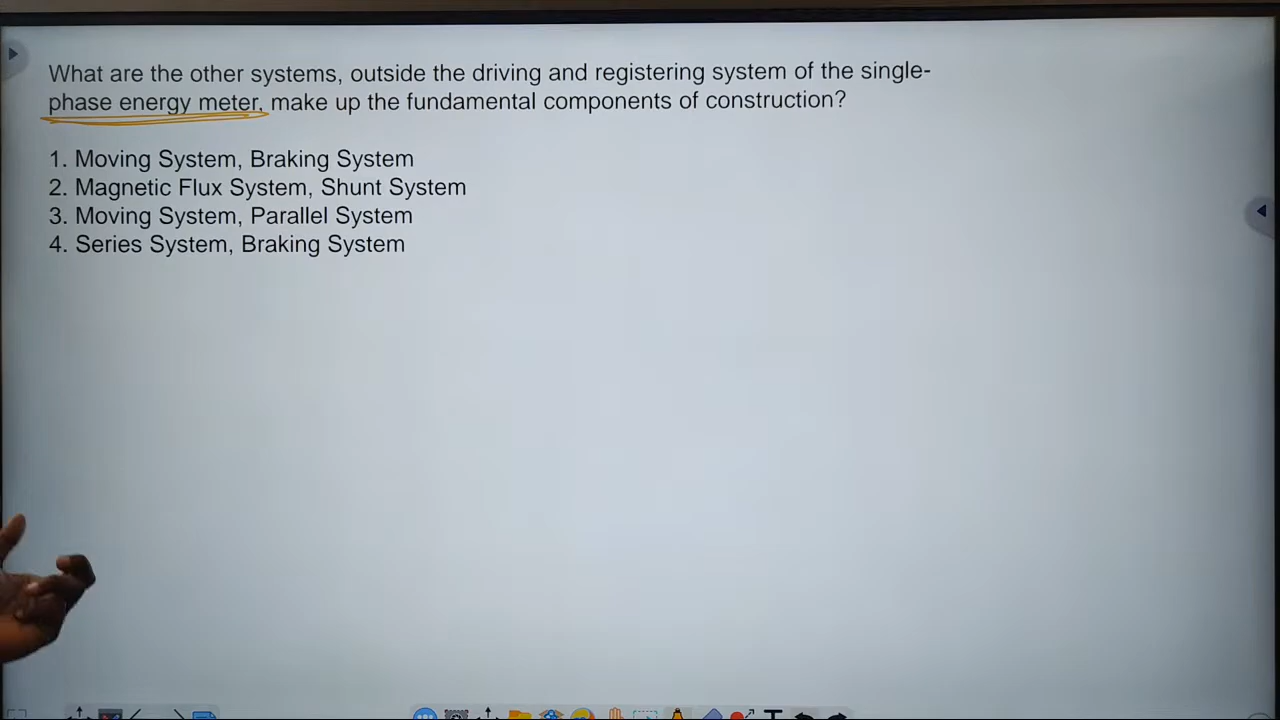 What are the other systems, outside the driving and registering system of the single-
phase energy meter, make up the fundamental components of construction?
1. Moving System, Braking System
2. Magnetic Flux System, Shunt System
3. Moving System, Parallel System
4. Series System, Braking System